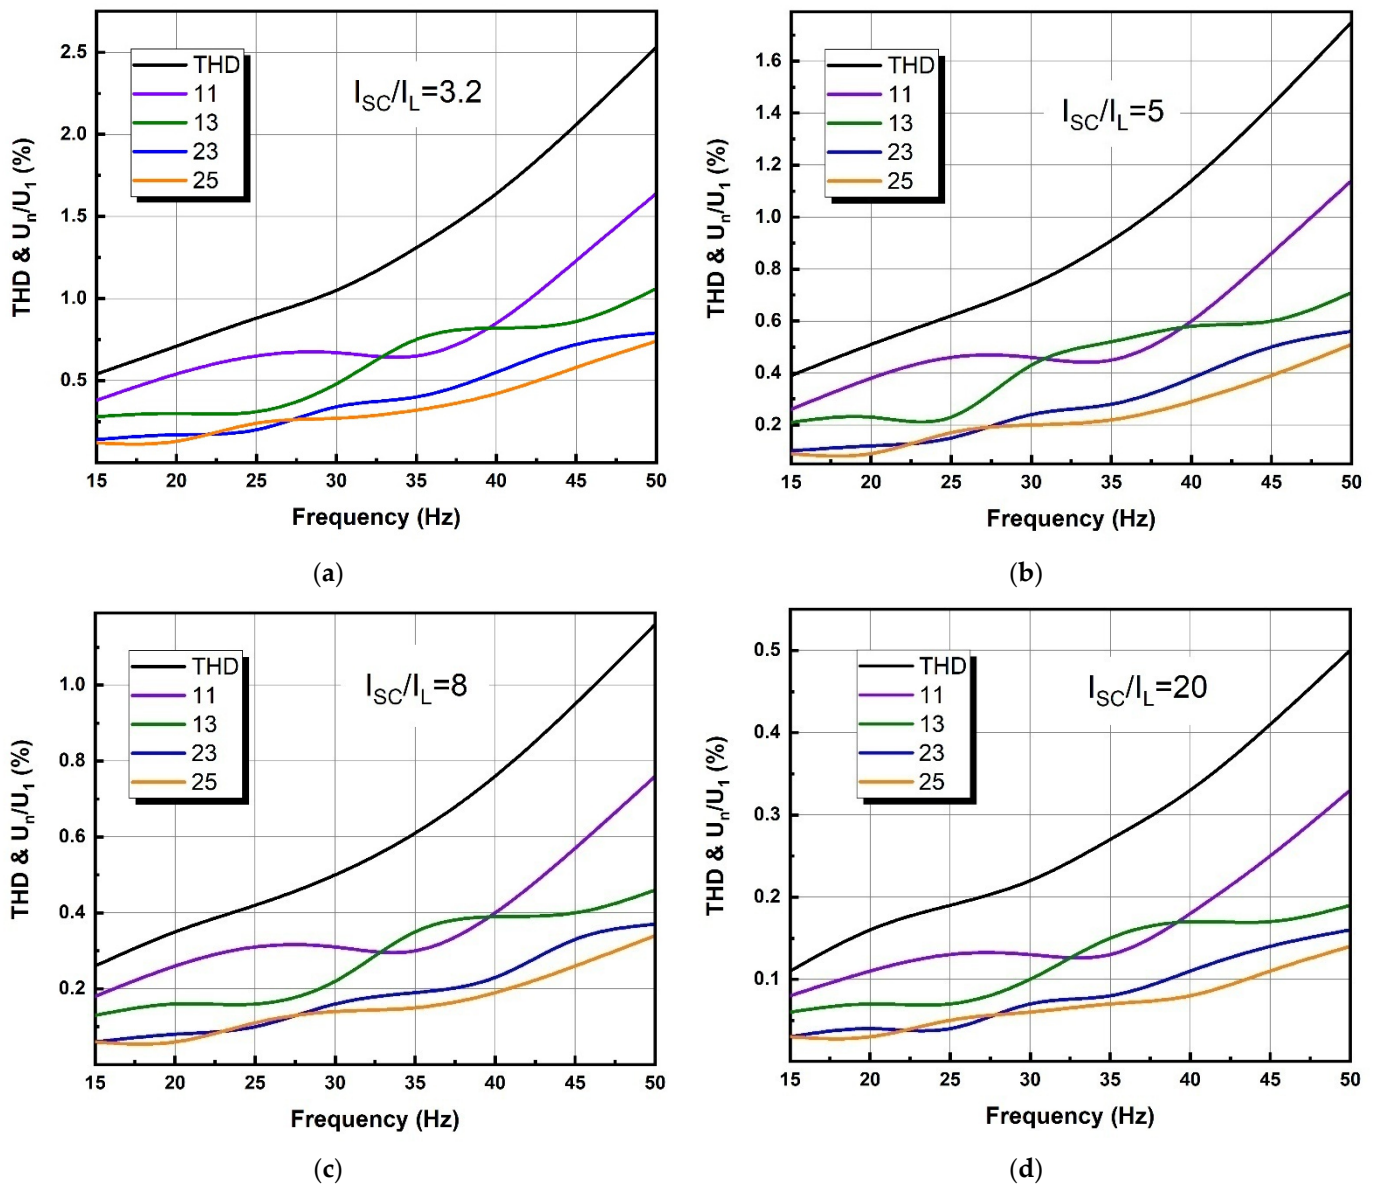 2.5
2.0
1.5
1.0
0.5
THD & Un/U1 (%)
THD
11
13
23
25
ISC/IL=3.2
15 20 25 30 35 40 45 50
Frequency (Hz)
(a)
1.6
1.4
1.2
1.0
0.8
0.6
0.4
0.2
THD & Un/U1 (%)
THD
11
13
23
25
ISC/IL=5
15 20 25 30 35 40 45 50
Frequency (Hz)
(b)
1.0
0.8
0.6
0.4
0.2
THD & Un/U1 (%)
THD
11
13
23
25
ISC/IL=8
15 20 25 30 35 40 45 50
Frequency (Hz)
(c)
0.5
0.4
0.3
0.2
0.1
THD & Un/U1 (%)
THD
11
13
23
25
ISC/IL=20
15 20 25 30 35 40 45 50
Frequency (Hz)
(d)